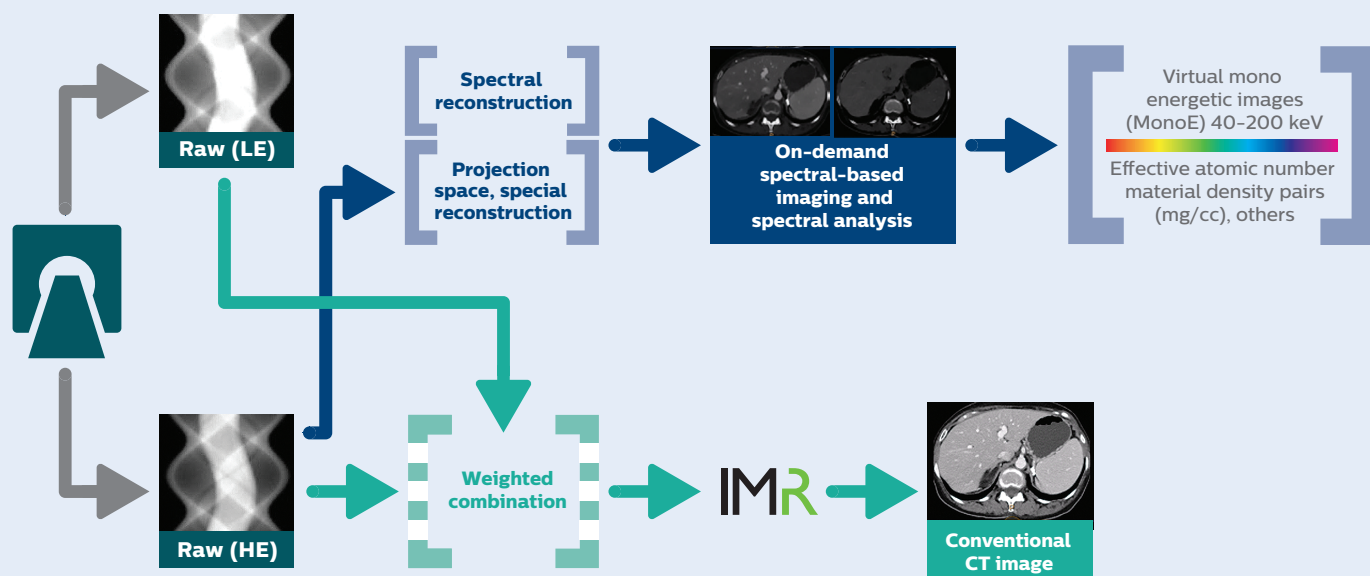 Raw (LE)
Spectral
reconstruction
Projection
space, special
reconstruction
On-demand
spectral-based
imaging and
spectral analysis
Virtual mono
energetic images
(MonoE) 40-200 keV
Effective atomic number
material density pairs
(mg/cc), others
Raw (HE)
Weighted
combination
IMR
Conventional
CT image